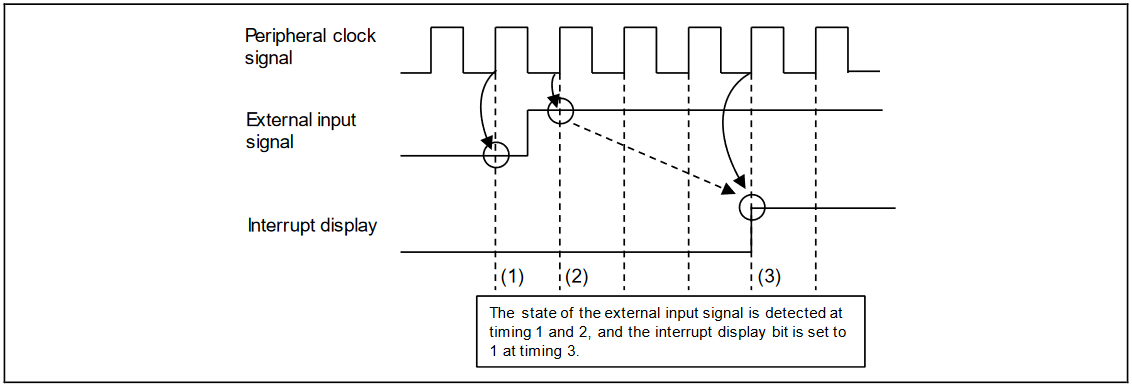 Peripheral clock
signal
External input
signal
Interrupt display
(1)
(2)
(3)
The state of the external input signal is detected at
timing 1 and 2, and the interrupt display bit is set to
1 at timing 3.